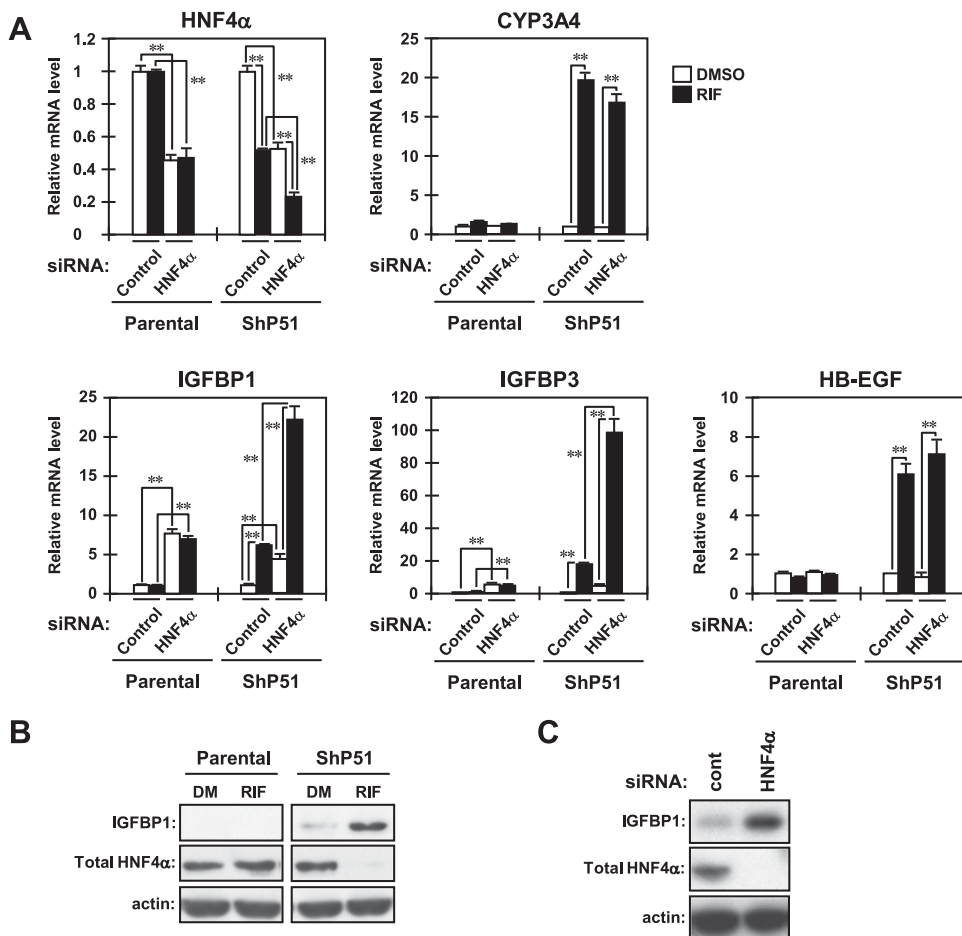 A
HNF4α
Relative mRNA level
1.2
1
0.8
0.6
0.4
0.2
0
**
**
**
**
**
**
siRNA:
Control
HNF4α
Control
HNF4α
Parental
ShP51
CYP3A4
Relative mRNA level
25
20
15
10
5
0
**
**
siRNA:
Control
HNF4α
Control
HNF4α
Parental
ShP51
DMSO
RIF
IGFBP1
Relative mRNA level
25
20
15
10
5
0
**
**
**
**
**
**
siRNA:
Control
HNF4α
Control
HNF4α
Parental
ShP51
IGFBP3
Relative mRNA level
120
100
80
60
40
20
0
**
**
**
**
**
siRNA:
Control
HNF4α
Control
HNF4α
Parental
ShP51
HB-EGF
Relative mRNA level
10
8
6
4
2
0
**
**
siRNA:
Control
HNF4α
Control
HNF4α
Parental
ShP51
B
Parental ShP51
DM RIF DM RIF
IGFBP1:
Total HNF4α:
actin:
C
siRNA: cont HNF4α
IGFBP1:
Total HNF4α:
actin: